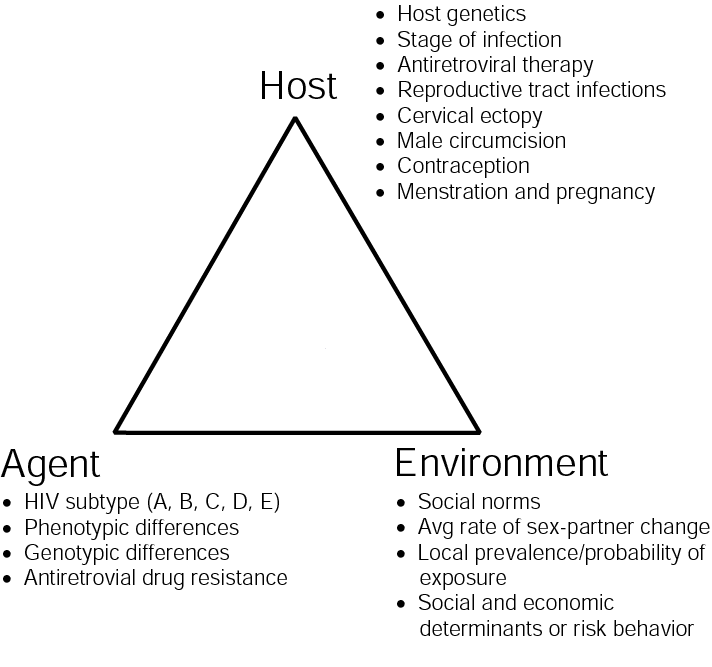 Host
• Host genetics
• Stage of infection
• Antiretroviral therapy
• Reproductive tract infections
• Cervical ectopy
• Male circumcision
• Contraception
• Menstration and pregnancy
Agent
• HIV subtype (A, B, C, D, E)
• Phenotypic differences
• Genotypic differences
• Antiretrovial drug resistance
Environment
• Social norms
• Avg rate of sex-partner change
• Local prevalence/probability of
exposure
• Social and economic
determinants or risk behavior